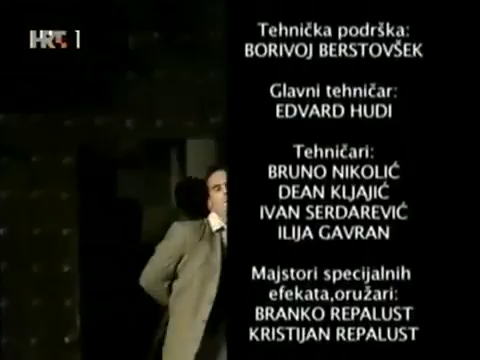 HRT 1
Tehnička podrška:
BORIVOJ BERSTOVŠEK
Glavni tehničar:
EDVARD HUDI
Tehničari:
BRUNO NIKOLIĆ
DEAN KLJAJIĆ
IVAN SERDAREVIĆ
ILIJA GAVRAN
Majstori specijalnih
efekata,oružari:
BRANKO REPALUST
KRISTIJAN REPALUST